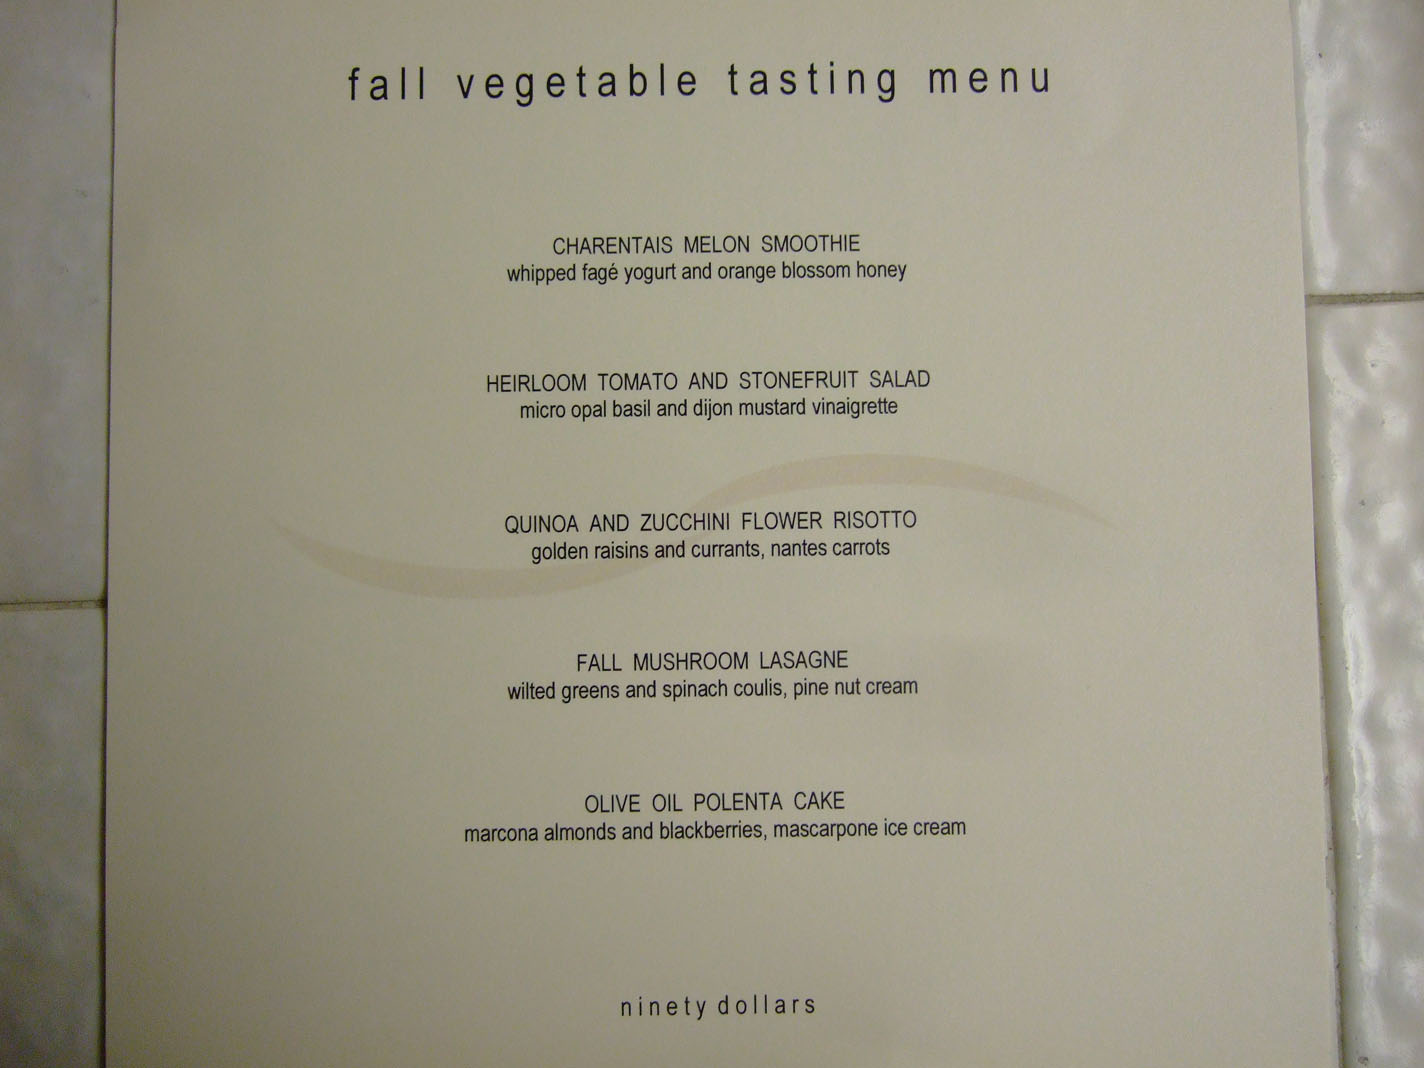 fall vegetable tasting menu
CHARENTAIS MELON SMOOTHIE
whipped fagé yogurt and orange blossom honey
HEIRLOOM TOMATO AND STONEFRUIT SALAD
micro opal basil and dijon mustard vinaigrette
QUINOA AND ZUCCHINI FLOWER RISOTTO
golden raisins and currants, nantes carrots
FALL MUSHROOM LASAGNE
wilted greens and spinach coulis, pine nut cream
OLIVE OIL POLENTA CAKE
marcona almonds and blackberries, mascarpone ice cream
ninety dollars